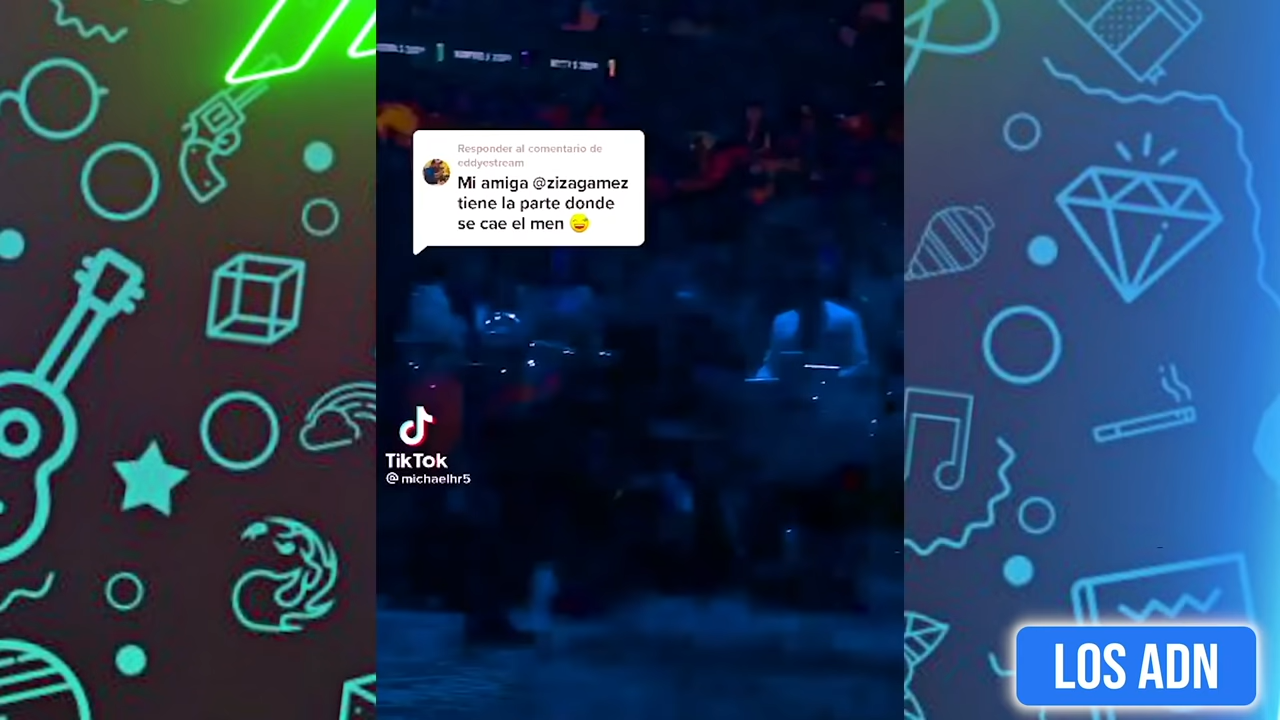 Responder al comentario de
eddyestream
Mi amiga @zizagamez
tiene la parte donde
se cae el men 😅
TikTok
@michaelhr5
LOS ADN